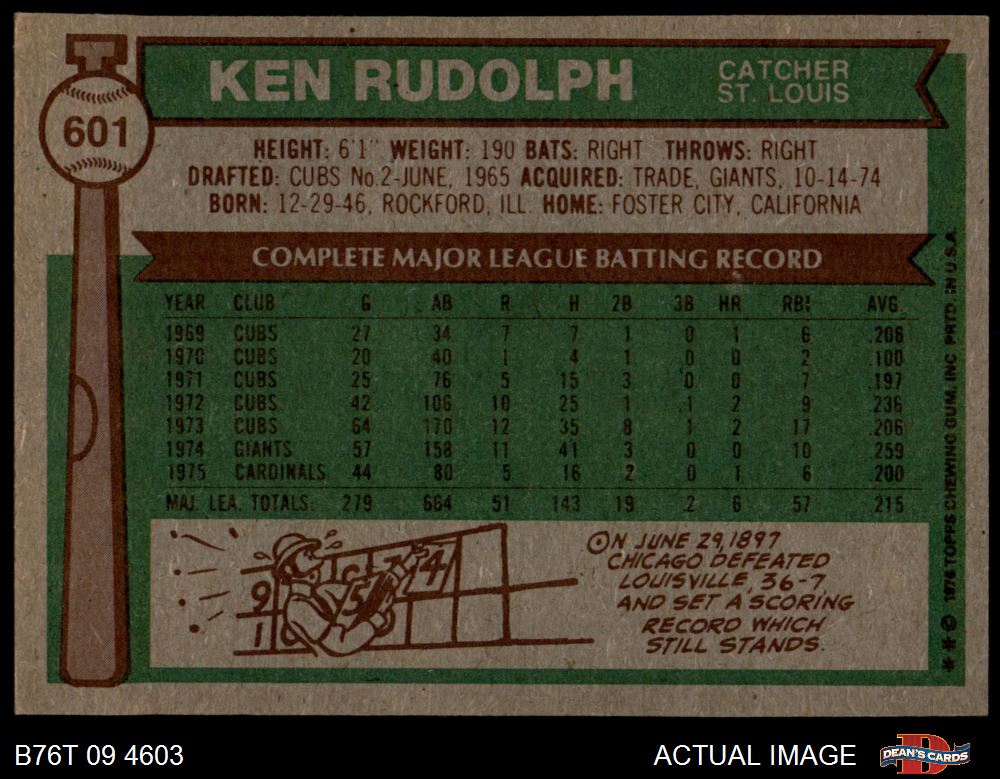 601
KEN RUDOLPH
CATCHER
ST. LOUIS
HEIGHT: 6'1" WEIGHT: 190 BATS: RIGHT THROWS: RIGHT
DRAFTED: CUBS No.2-JUNE, 1965 ACQUIRED: TRADE, GIANTS, 10-14-74
BORN: 12-29-46, ROCKFORD, ILL. HOME: FOSTER CITY, CALIFORNIA
COMPLETE MAJOR LEAGUE BATTING RECORD
YEAR CLUB G AB R H 2B 3B HR RBI AVG.
1969 CUBS 27 34 7 7 1 0 1 6 .206
1970 CUBS 20 40 1 4 1 0 0 2 .100
1971 CUBS 25 76 5 15 3 0 0 7 .197
1972 CUBS 42 106 10 25 1 1 2 9 .236
1973 CUBS 64 170 12 35 8 1 2 17 .206
1974 GIANTS 57 158 11 41 3 0 0 10 .259
1975 CARDINALS 44 80 5 16 2 0 1 6 .200
MAJ. LEA. TOTALS: 279 664 51 143 19 2 6 57 .215
ON JUNE 29, 1897
CHICAGO DEFEATED
LOUISVILLE, 36-7,
AND SET A SCORING
RECORD WHICH
STILL STANDS.
9 6 7 4
1 5
** © 1976 TOPPS CHEWING GUM, INC. PRTD. IN U.S.A.
B76T 09 4603
ACTUAL IMAGE
DEAN'S CARDS